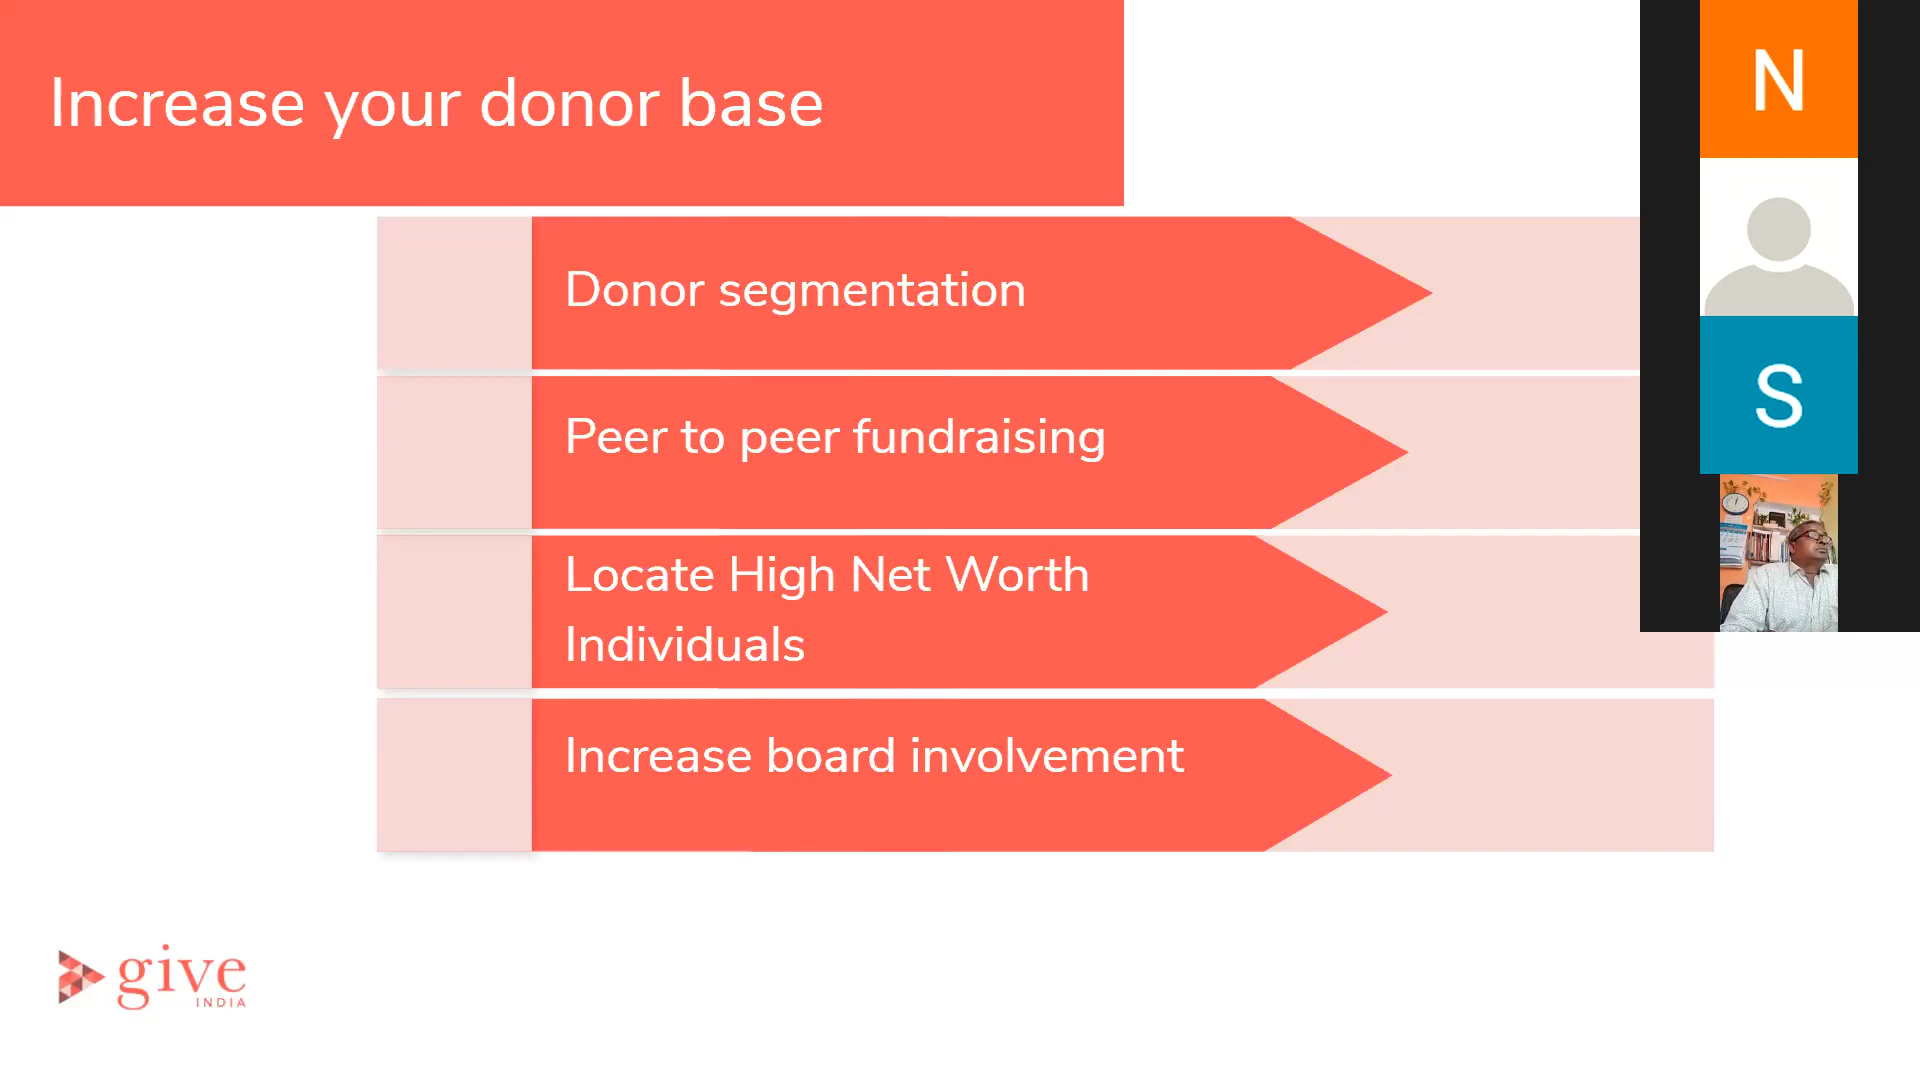 Increase your donor base
N
Donor segmentation
S
Peer to peer fundraising
Locate High Net Worth
Individuals
Increase board involvement
give
INDIA